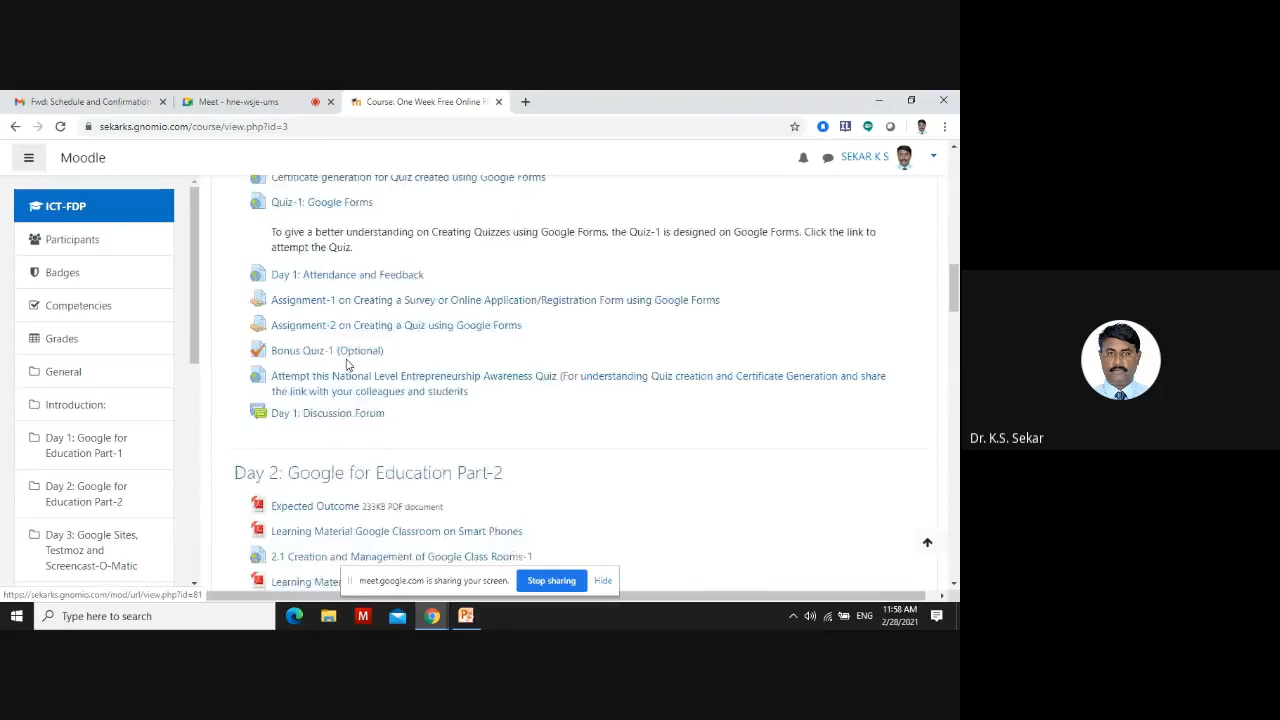 Fwd: Schedule and Confirmation
Meet - hne-wsje-ums
Course: One Week Free Online F
sekarks.gnomio.com/course/view.php?id=3
Moodle
SEKAR K S
ICT-FDP
Participants
Badges
Competencies
Grades
General
Introduction:
Day 1: Google for
Education Part-1
Day 2: Google for
Education Part-2
Day 3: Google Sites,
Testmoz and
Screencast-O-Matic
Certificate generation for Quiz created using Google Forms
Quiz-1: Google Forms
To give a better understanding on Creating Quizzes using Google Forms. the Quiz-1 is designed on Google Forms. Click the link to
attempt the Quiz.
Day 1: Attendance and Feedback
Assignment-1 on Creating a Survey or Online Application/Registration Form using Google Forms
Assignment-2 on Creating a Quiz using Google Forms
Bonus Quiz-1 (Optional)
Attempt this National Level Entrepreneurship Awareness Quiz (For understanding Quiz creation and Certificate Generation and share
the link with your colleagues and students
Day 1: Discussion Forum
Day 2: Google for Education Part-2
Expected Outcome 233KB PDF document
Learning Material Google Classroom on Smart Phones
2.1 Creation and Management of Google Class Rooms-1
Learning Mate
meet.google.com is sharing your screen.
Stop sharing
Hide
https://sekarks.gnomio.com/mod/url/view.php?id=81
Type here to search
ENG
11:58 AM
2/28/2021
Dr. K.S. Sekar